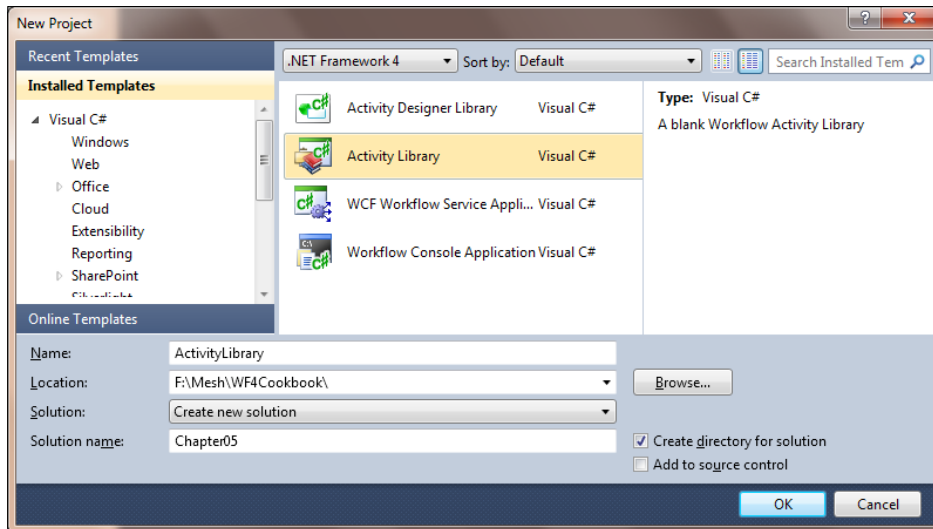 New Project
Recent Templates
Installed Templates
Visual C#
Windows
Web
Office
Cloud
Extensibility
Reporting
SharePoint
Silverlight
Online Templates
.NET Framework 4 Sort by: Default Search Installed Tem
Activity Designer Library Visual C#
Activity Library Visual C#
WCF Workflow Service Appli... Visual C#
Workflow Console Application Visual C#
Type: Visual C#
A blank Workflow Activity Library
Name: ActivityLibrary
Location: F:\Mesh\WF4Cookbook\ Browse...
Solution: Create new solution
Solution name: Chapter05
Create directory for solution
Add to source control
OK Cancel